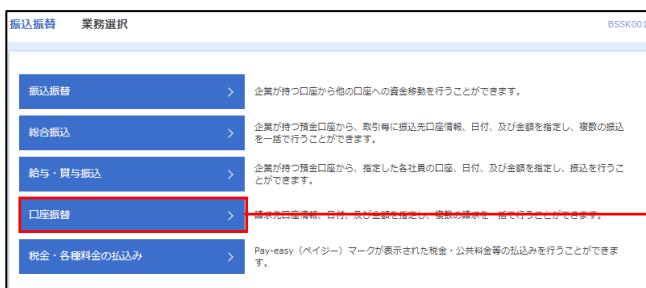 振込振替 業務選択 BSSK001
振込振替 企業が持つ口座から他の口座への資金移動を行うことができます。
総合振込 企業が持つ預金口座から、取引毎に振込先口座情報、日付、及び金額を指定し、複数の振込
を一括で行うことができます。
給与・賞与振込 企業が持つ預金口座から、指定した各社員の口座、日付、及び金額を指定し、振込を行うこ
とができます。
口座振替 請求先口座情報、日付、及び金額を指定し、複数の請求を一括で行うことができます。
税金・各種料金の払込み Pay-easy（ペイジー）マークが表示された税金・公共料金等の払込みを行うことができま
す。